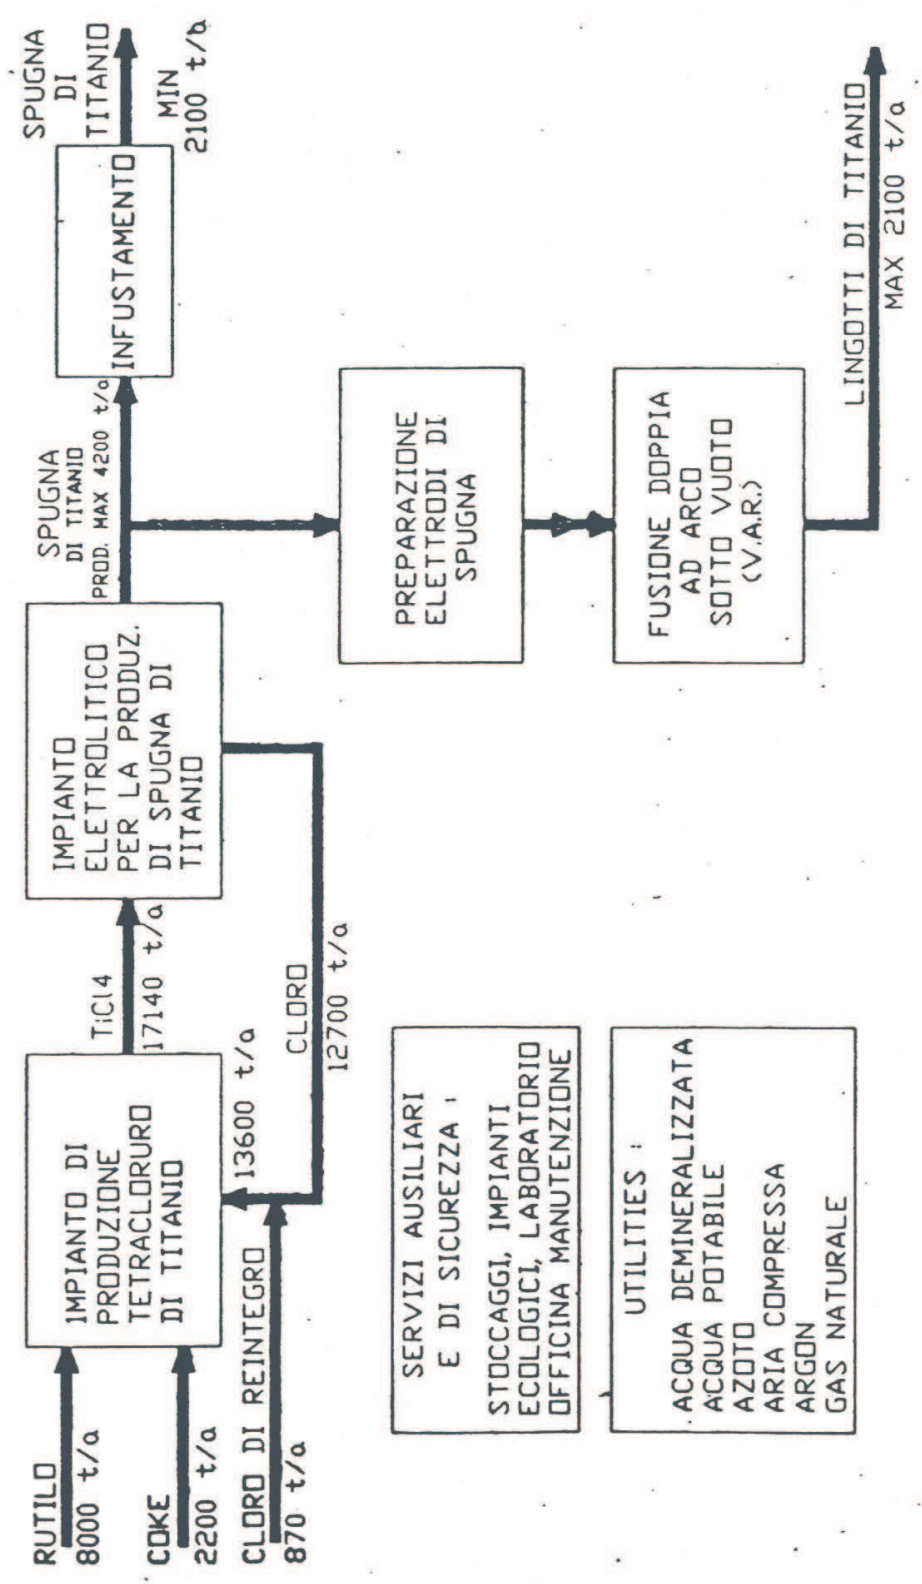 RUTILO
8000 t/a
COKE
2200 t/a
CLORO DI REINTEGRO
870 t/a
IMPIANTO DI
PRODUZIONE
TETRACLORURO
DI TITANIO
13600 t/a
TiCl4
17140 t/a
CLORO
12700 t/a
IMPIANTO
ELETTROLITICO
PER LA PRODUZ.
DI SPUGNA DI
TITANIO
SPUGNA
DI TITANIO
PROD. MAX 4200 t/a
INFUSTAMENTO
SPUGNA
DI
TITANIO
MIN
2100 t/a
PREPARAZIONE
ELETTRODI DI
SPUGNA
FUSIONE DOPPIA
AD ARCO
SOTTO VUOTO
(V.A.R.)
LINGOTTI DI TITANIO
MAX 2100 t/a
SERVIZI AUSILIARI
E DI SICUREZZA :
STOCCAGGI, IMPIANTI
ECOLOGICI, LABORATORIO
OFFICINA MANUTENZIONE
UTILITIES :
ACQUA DEMINERALIZZATA
ACQUA POTABILE
AZOTO
ARIA COMPRESSA
ARGON
GAS NATURALE